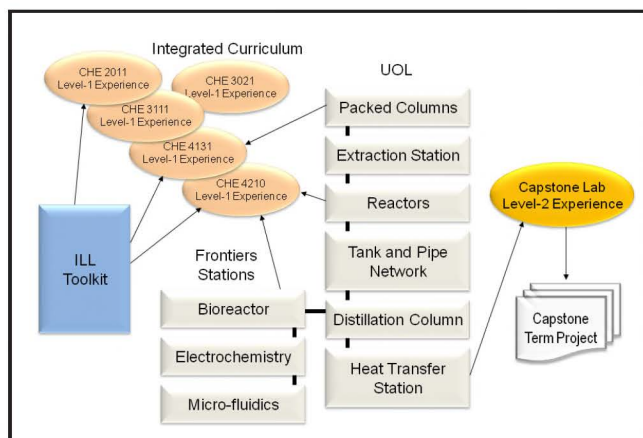 Integrated Curriculum
CHE 2011
Level-1 Experience
CHE 3021
Level-1 Experience
CHE 3111
Level-1 Experience
CHE 4131
Level-1 Experience
CHE 4210
Level-1 Experience
ILL
Toolkit
Frontiers
Stations
Bioreactor
Electrochemistry
Micro-fluidics
UOL
Packed Columns
Extraction Station
Reactors
Tank and Pipe
Network
Distillation Column
Heat Transfer
Station
Capstone Lab
Level-2 Experience
Capstone
Term Project